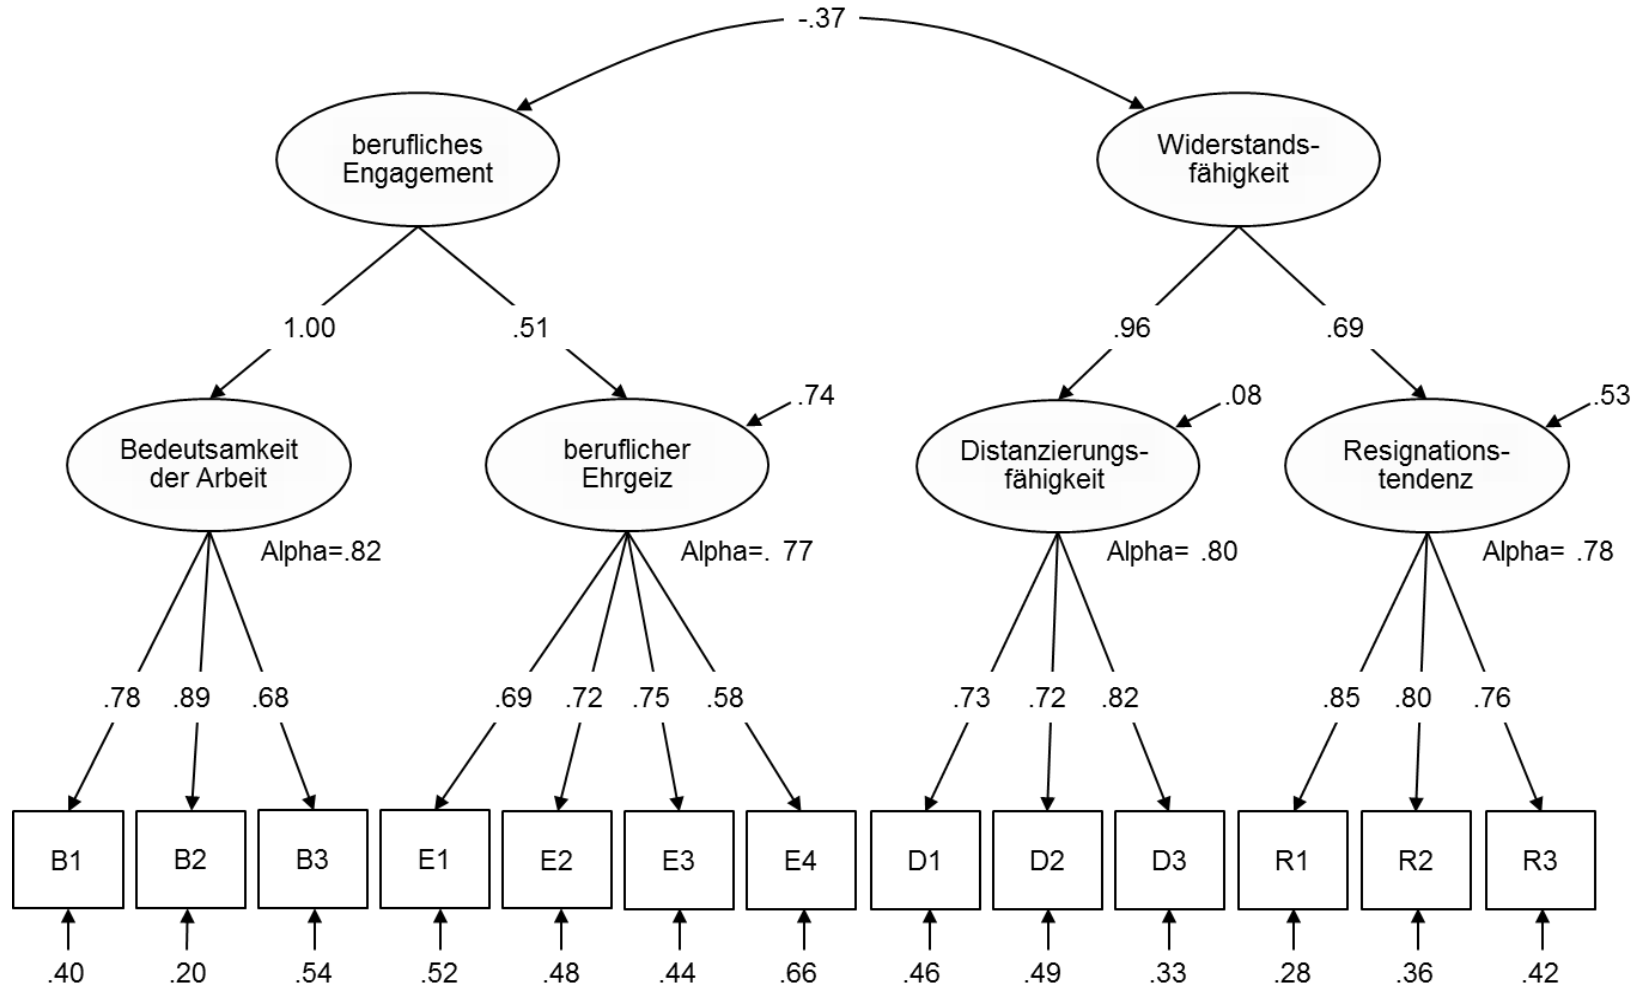 -.37
berufliches
Engagement
Widerstands-
fähigkeit
1.00
.51
.96
.69
.74
.08
.53
Bedeutsamkeit
der Arbeit
beruflicher
Ehrgeiz
Distanzierungs-
fähigkeit
Resignations-
tendenz
Alpha=.82
Alpha=. 77
Alpha= .80
Alpha= .78
.78 .89 .68 .69 .72 .75 .58 .73 .72 .82 .85 .80 .76
B1 B2 B3 E1 E2 E3 E4 D1 D2 D3 R1 R2 R3
.40 .20 .54 .52 .48 .44 .66 .46 .49 .33 .28 .36 .42